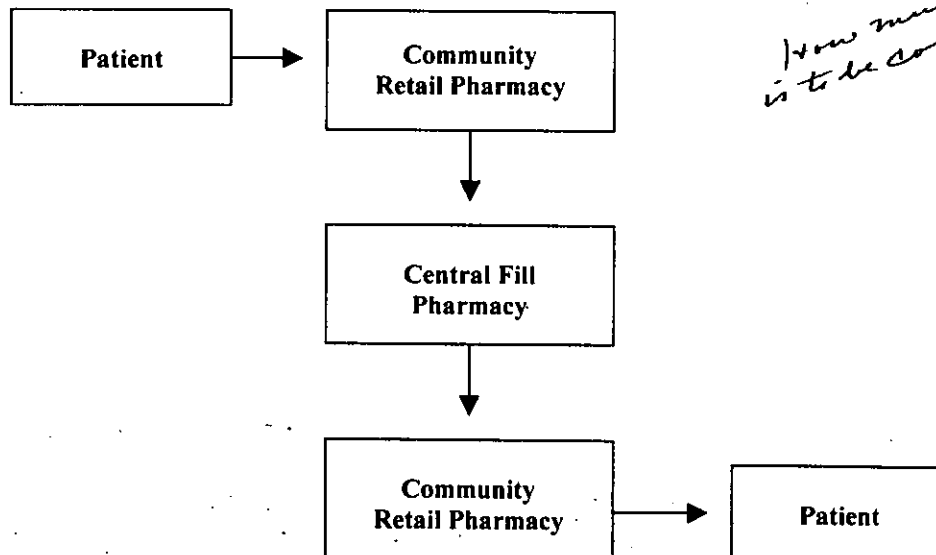 Patient
Community
Retail Pharmacy
How
is to be
Central Fill
Pharmacy
Community
Retail Pharmacy
Patient